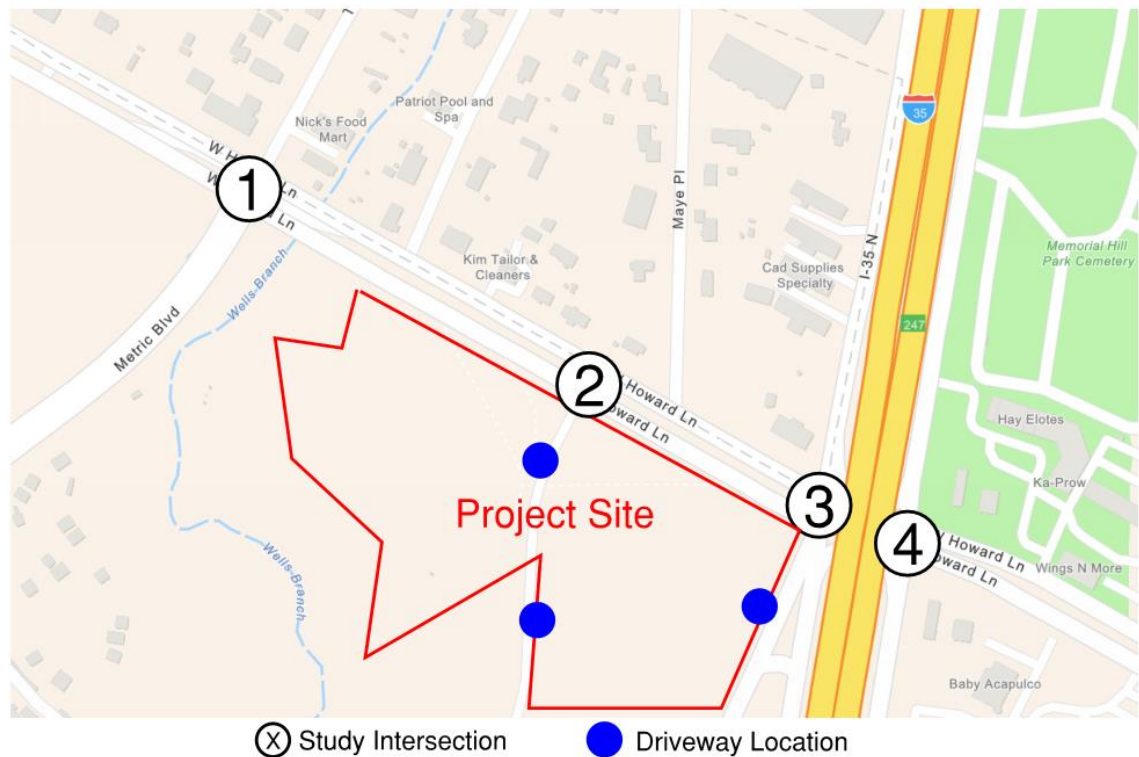 35
Patriot Pool and
Spa
Nick's Food
Mart
W H
Ln
1
W
Ln
Maye Pl
I-35 N
Memorial Hill
Park Cemetery
Wells-Branch
Kim Tailor &
Cleaners
Cad Supplies
Specialty
247
Metric Blvd
2
Howard Ln
oward Ln
Hay Elotes
Ka-Prow
Project Site
3
4
W Howard Ln
oward Ln
Wings N More
Wells-Branch
Baby Acapulco
X Study Intersection
Driveway Location